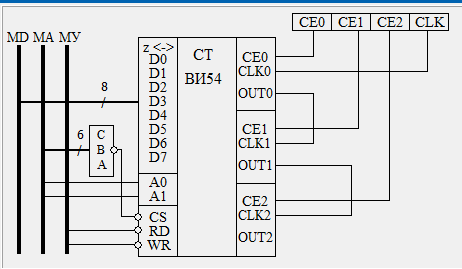 CE0 CE1 CE2 CLK
MD МА МУ
z <-> CT
D0 ВИ54 CE0
D1 CLK0
D2
8 D3 OUT0
D4
6 C D5 CE1
B D6 CLK1
A D7 OUT1
A0
A1 CE2
CS CLK2
RD
WR OUT2